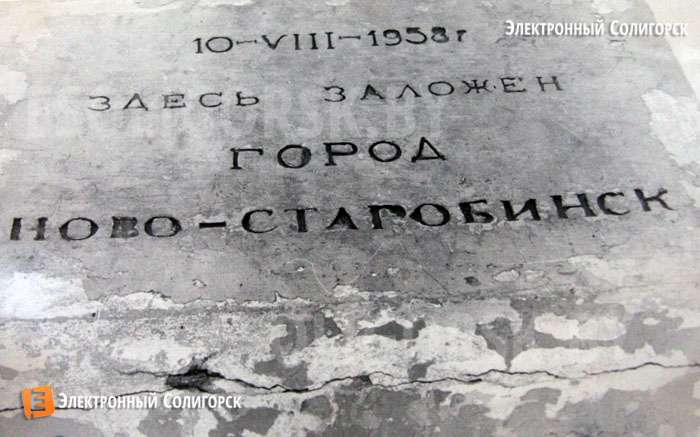 Электронный Солигорск
10-VIII-1958г
ЗДЕСЬ ЗАЛОЖЕН
ГОРОД
НОВО-СТАРОБИНСК
Электронный Солигорск